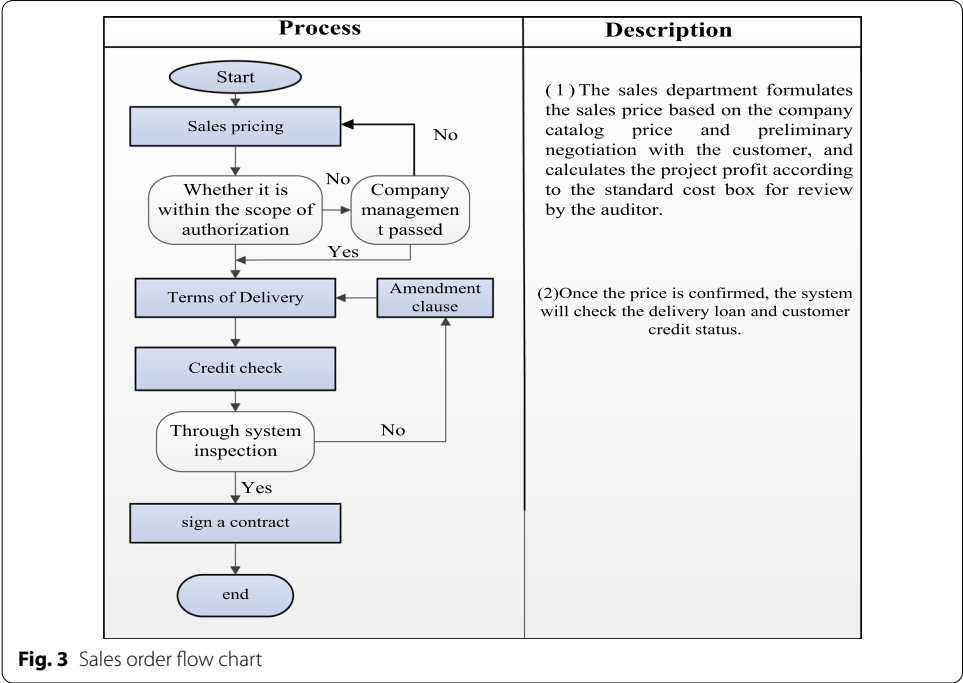 Process
Description
Start
Sales pricing
No
Whether it is
within the scope of
authorization
No
Company
managemen
t passed
Yes
Terms of Delivery
Amendment
clause
Credit check
Through system
inspection
No
Yes
sign a contract
end
(1)The sales department formulates
the sales price based on the company
catalog price and preliminary
negotiation with the customer, and
calculates the project profit according
to the standard cost box for review
by the auditor.
(2)Once the price is confirmed, the system
will check the delivery loan and customer
credit status.
Fig. 3 Sales order flow chart